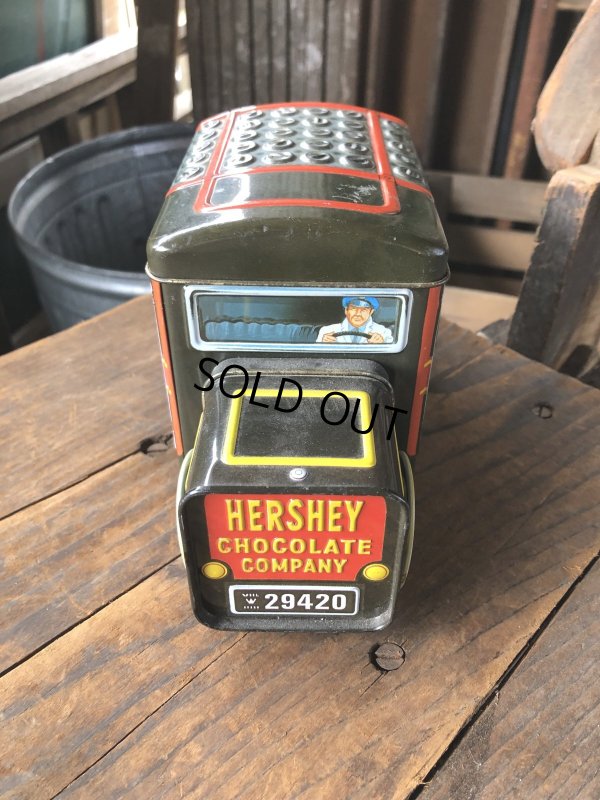 SOLD OUT
HERSHEY
CHOCOLATE
COMPANY
29420